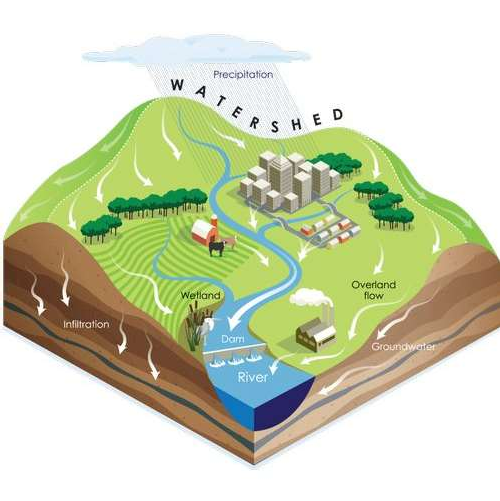 Precipitation
WATERSHED
Wetland
Overland
flow
Infiltration
Dam
Groundwater
River